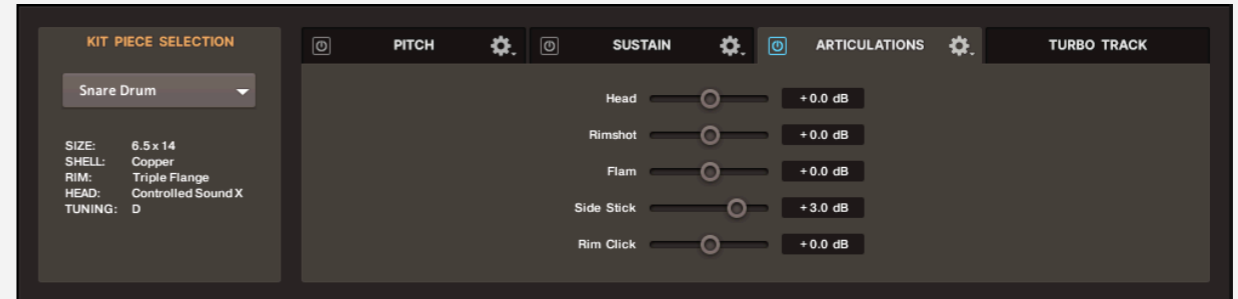 KIT PIECE SELECTION
Snare Drum
SIZE: 6.5 x 14
SHELL: Copper
RIM: Triple Flange
HEAD: Controlled Sound X
TUNING: D
PITCH SUSTAIN ARTICULATIONS TURBO TRACK
Head +0.0 dB
Rimshot +0.0 dB
Flam +0.0 dB
Side Stick +3.0 dB
Rim Click +0.0 dB